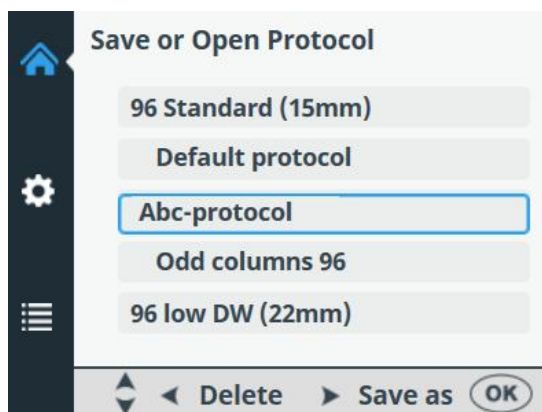 Save or Open Protocol
96 Standard (15mm)
Default protocol
Abc-protocol
Odd columns 96
96 low DW (22mm)
Delete Save as OK